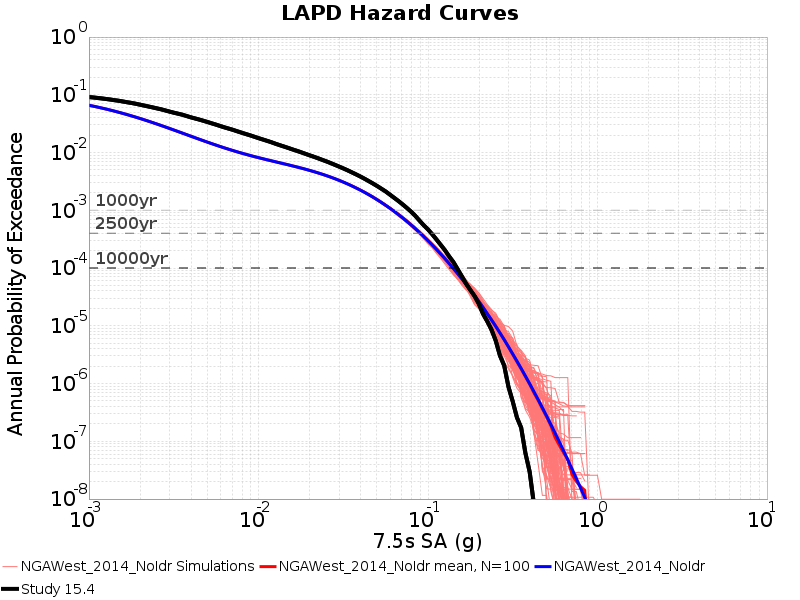 LAPD Hazard Curves
Annual Probability of Exceedance
10^0
10^-1
10^-2
10^-3
10^-4
10^-5
10^-6
10^-7
10^-8
1000yr
2500yr
10000yr
10^-3 10^-2 10^-1 10^0 10^1
7.5s SA (g)
NGAWest_2014_NoIdr Simulations NGAWest_2014_NoIdr mean, N=100 NGAWest_2014_NoIdr
Study 15.4